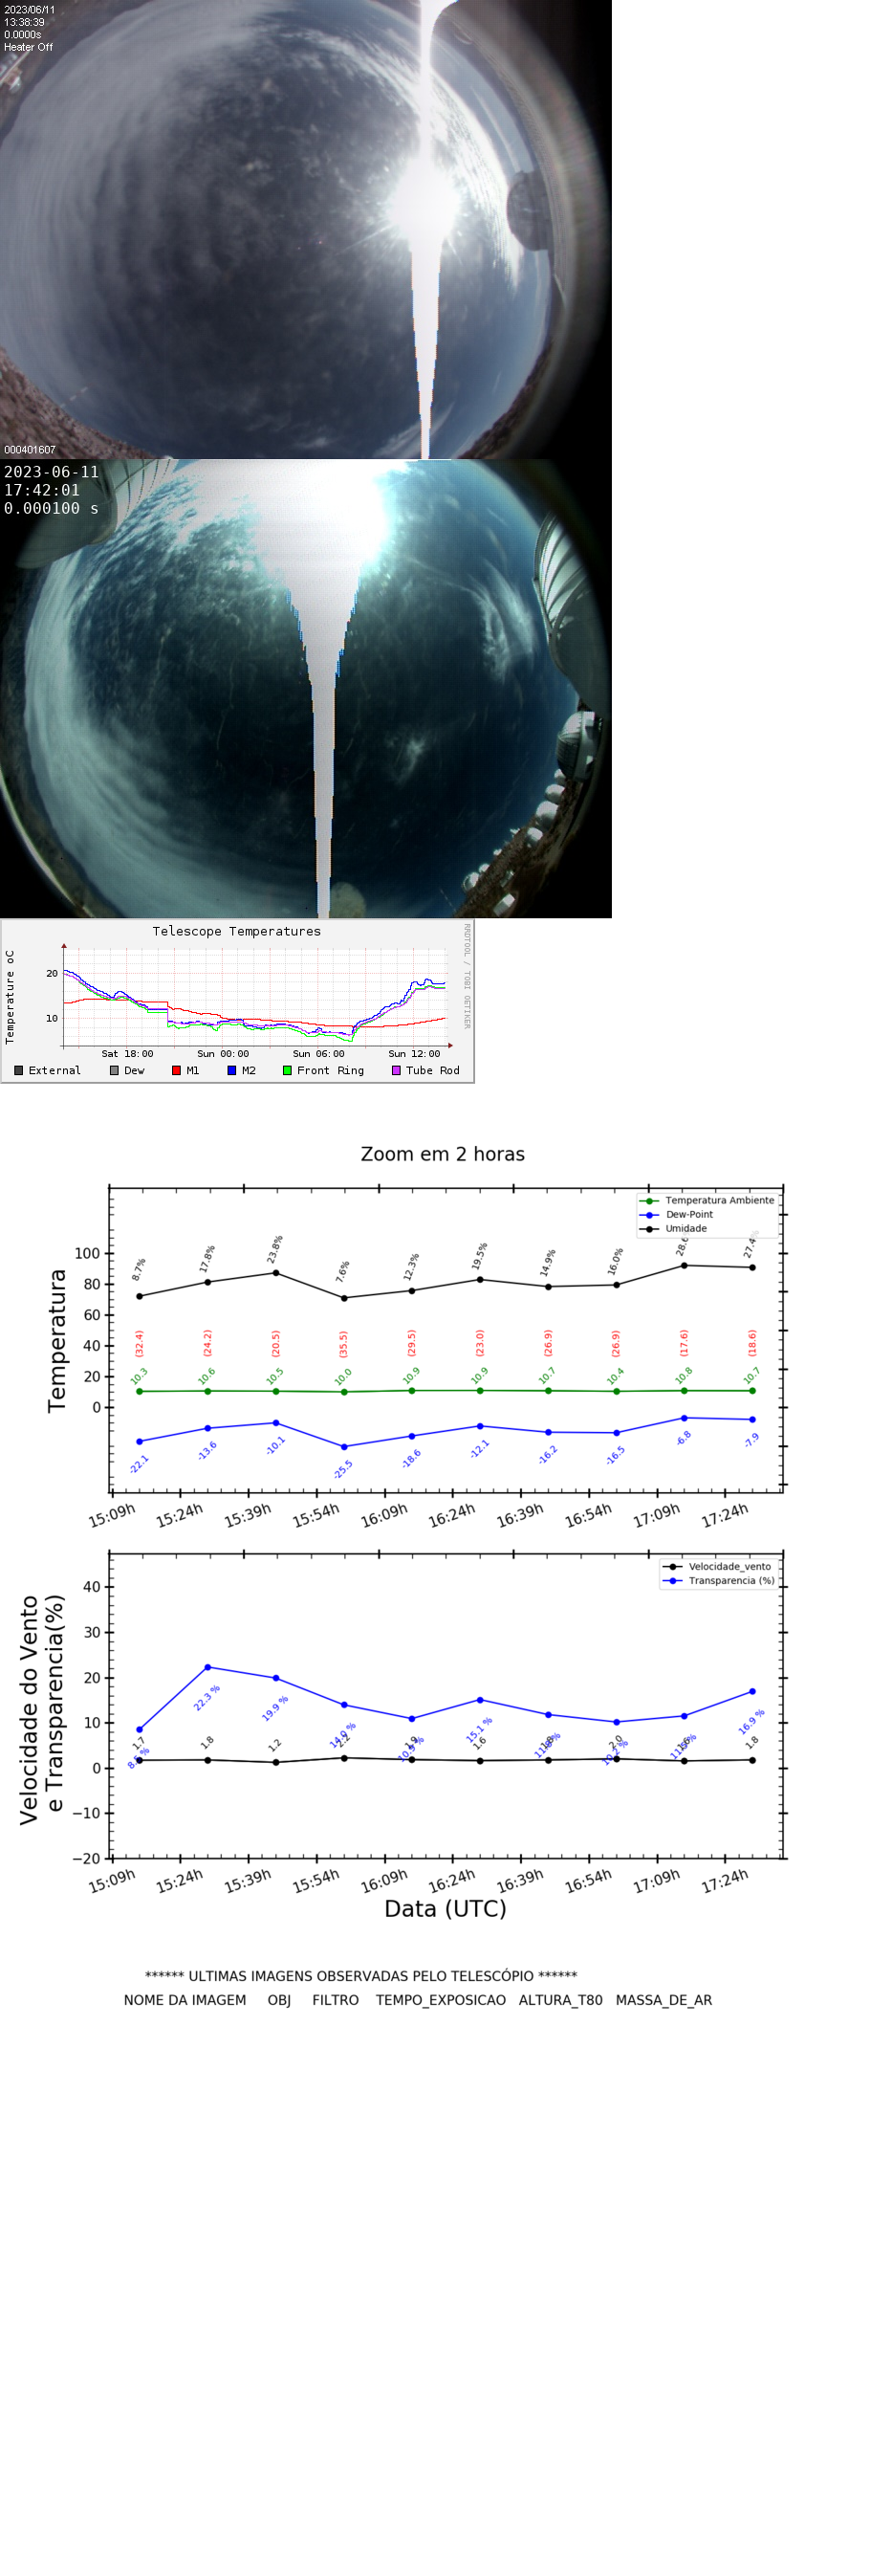 2023/06/11
13:38:39
0.0000s
Heater Off
000401607
2023-06-11
17:42:01
0.000100 s
Telescope Temperatures
RRDTOOL / TOBI OETIKER
Temperature oC
20
10
Sat 18:00 Sun 00:00 Sun 06:00 Sun 12:00
External Dew M1 M2 Front Ring Tube Rod
Zoom em 2 horas
Temperatura Ambiente
Dew-Point
Umidade
Temperatura
100
80
60
40
20
0
8.7% 17.8% 23.8% 7.6% 12.3% 19.5% 14.9% 16.0% 27.4%
(32.4) (24.2) (20.5) (35.5) (29.5) (23.0) (26.9) (26.9) (17.6) (18.6)
10.3 10.6 10.5 10.0 10.9 10.9 10.7 10.4 10.8 10.7
-22.1 -13.6 -10.1 -25.5 -18.6 -12.1 -16.2 -16.5 -6.8 -7.9
15:09h 15:24h 15:39h 15:54h 16:09h 16:24h 16:39h 16:54h 17:09h 17:24h
Velocidade_vento
Transparencia (%)
Velocidade do Vento
e Transparencia(%)
40
30
20
10
0
−10
−20
22.3 % 19.9 % 15.1 % 16.9 %
1.7 1.8 1.2 1.6 2.0 1.8
15:09h 15:24h 15:39h 15:54h 16:09h 16:24h 16:39h 16:54h 17:09h 17:24h
Data (UTC)
****** ULTIMAS IMAGENS OBSERVADAS PELO TELESCÓPIO ******
NOME DA IMAGEM OBJ FILTRO TEMPO_EXPOSICAO ALTURA_T80 MASSA_DE_AR